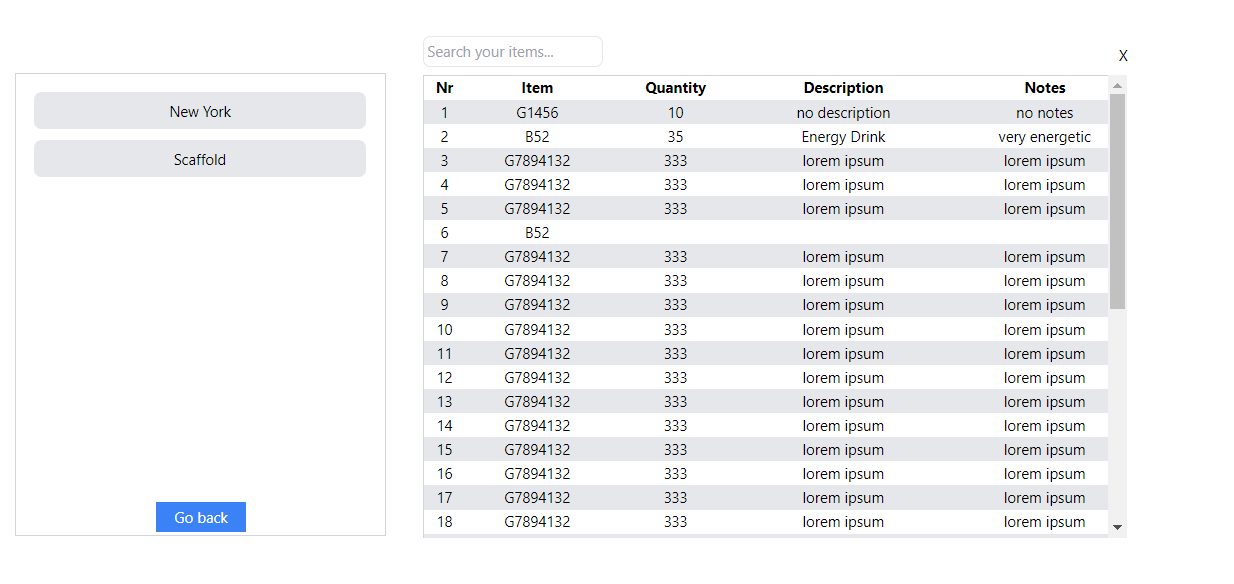 Search your items...
X
New York
Scaffold
Go back
Nr Item Quantity Description Notes
1 G1456 10 no description no notes
2 B52 35 Energy Drink very energetic
3 G7894132 333 lorem ipsum lorem ipsum
4 G7894132 333 lorem ipsum lorem ipsum
5 G7894132 333 lorem ipsum lorem ipsum
6 B52
7 G7894132 333 lorem ipsum lorem ipsum
8 G7894132 333 lorem ipsum lorem ipsum
9 G7894132 333 lorem ipsum lorem ipsum
10 G7894132 333 lorem ipsum lorem ipsum
11 G7894132 333 lorem ipsum lorem ipsum
12 G7894132 333 lorem ipsum lorem ipsum
13 G7894132 333 lorem ipsum lorem ipsum
14 G7894132 333 lorem ipsum lorem ipsum
15 G7894132 333 lorem ipsum lorem ipsum
16 G7894132 333 lorem ipsum lorem ipsum
17 G7894132 333 lorem ipsum lorem ipsum
18 G7894132 333 lorem ipsum lorem ipsum